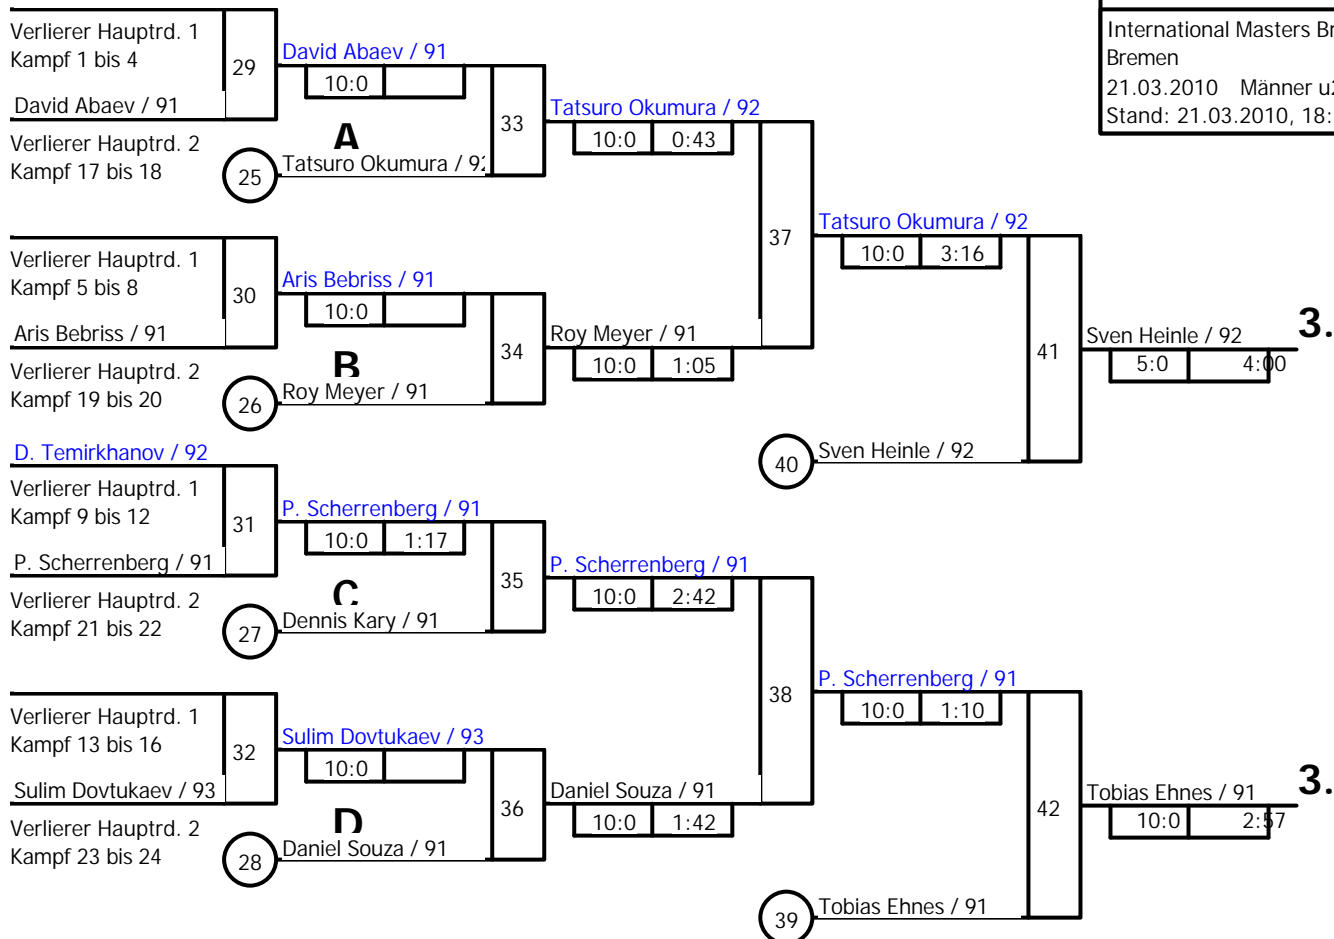 International Masters Br
Bremen
21.03.2010 Männer u2
Stand: 21.03.2010, 18:
Verlierer Hauptrd. 1
Kampf 1 bis 4
29
David Abaev / 91
10:0
David Abaev / 91
33
Tatsuro Okumura / 92
10:0 0:43
A
Verlierer Hauptrd. 2
Kampf 17 bis 18
25
Tatsuro Okumura / 92
37
Tatsuro Okumura / 92
10:0 3:16
Verlierer Hauptrd. 1
Kampf 5 bis 8
30
Aris Bebriss / 91
10:0
Aris Bebriss / 91
34
Roy Meyer / 91
10:0 1:05
B
Verlierer Hauptrd. 2
Kampf 19 bis 20
26
Roy Meyer / 91
41
Sven Heinle / 92
5:0 4:00
3.
40
Sven Heinle / 92
D. Temirkhanov / 92
Verlierer Hauptrd. 1
Kampf 9 bis 12
31
P. Scherrenberg / 91
10:0 1:17
P. Scherrenberg / 91
35
P. Scherrenberg / 91
10:0 2:42
C
Verlierer Hauptrd. 2
Kampf 21 bis 22
27
Dennis Kary / 91
38
P. Scherrenberg / 91
10:0 1:10
Verlierer Hauptrd. 1
Kampf 13 bis 16
32
Sulim Dovtukaev / 93
10:0
Sulim Dovtukaev / 93
36
Daniel Souza / 91
10:0 1:42
D
Verlierer Hauptrd. 2
Kampf 23 bis 24
28
Daniel Souza / 91
42
Tobias Ehnes / 91
10:0 2:57
3.
39
Tobias Ehnes / 91